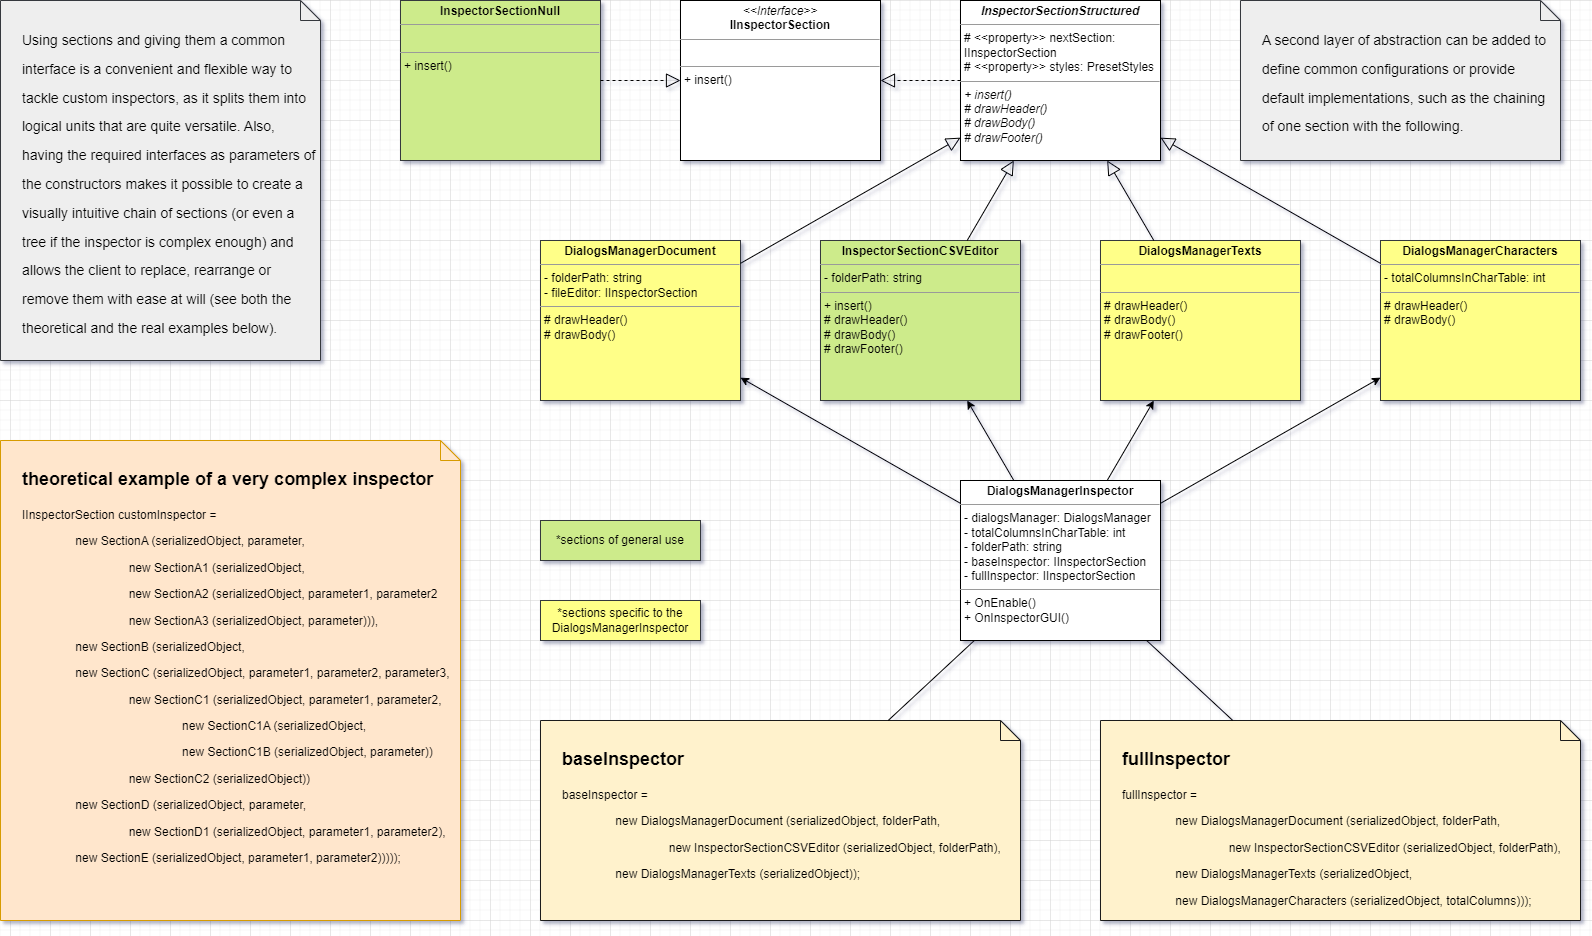 Using sections and giving them a common
interface is a convenient and flexible way to
tackle custom inspectors, as it splits them into
logical units that are quite versatile. Also,
having the required interfaces as parameters of
the constructors makes it possible to create a
visually intuitive chain of sections (or even a
tree if the inspector is complex enough) and
allows the client to replace, rearrange or
remove them with ease at will (see both the
theoretical and the real examples below).
InspectorSectionNull
+ insert()
<<Interface>>
IInspectorSection
+ insert()
InspectorSectionStructured
# <<property>> nextSection:
IInspectorSection
# <<property>> styles: PresetStyles
+ insert()
# drawHeader()
# drawBody()
# drawFooter()
A second layer of abstraction can be added to
define common configurations or provide
default implementations, such as the chaining
of one section with the following.
DialogsManagerDocument
- folderPath: string
- fileEditor: IInspectorSection
# drawHeader()
# drawBody()
InspectorSectionCSVEditor
- folderPath: string
+ insert()
# drawHeader()
# drawBody()
# drawFooter()
DialogsManagerTexts
# drawHeader()
# drawBody()
# drawFooter()
DialogsManagerCharacters
- totalColumnsInCharTable: int
# drawHeader()
# drawBody()
theoretical example of a very complex inspector
IInspectorSection customInspector =
new SectionA (serializedObject, parameter,
new SectionA1 (serializedObject,
new SectionA2 (serializedObject, parameter1, parameter2
new SectionA3 (serializedObject, parameter))),
new SectionB (serializedObject,
new SectionC (serializedObject, parameter1, parameter2, parameter3,
new SectionC1 (serializedObject, parameter1, parameter2,
new SectionC1A (serializedObject,
new SectionC1B (serializedObject, parameter))
new SectionC2 (serializedObject))
new SectionD (serializedObject, parameter,
new SectionD1 (serializedObject, parameter1, parameter2),
new SectionE (serializedObject, parameter1, parameter2)))));
*sections of general use
*sections specific to the
DialogsManagerInspector
DialogsManagerInspector
- dialogsManager: DialogsManager
- totalColumnsInCharTable: int
- folderPath: string
- baseInspector: IInspectorSection
- fullInspector: IInspectorSection
+ OnEnable()
+ OnInspectorGUI()
baseInspector
baseInspector =
new DialogsManagerDocument (serializedObject, folderPath,
new InspectorSectionCSVEditor (serializedObject, folderPath),
new DialogsManagerTexts (serializedObject));
fullInspector
fullInspector =
new DialogsManagerDocument (serializedObject, folderPath,
new InspectorSectionCSVEditor (serializedObject, folderPath),
new DialogsManagerTexts (serializedObject,
new DialogsManagerCharacters (serializedObject, totalColumns)));